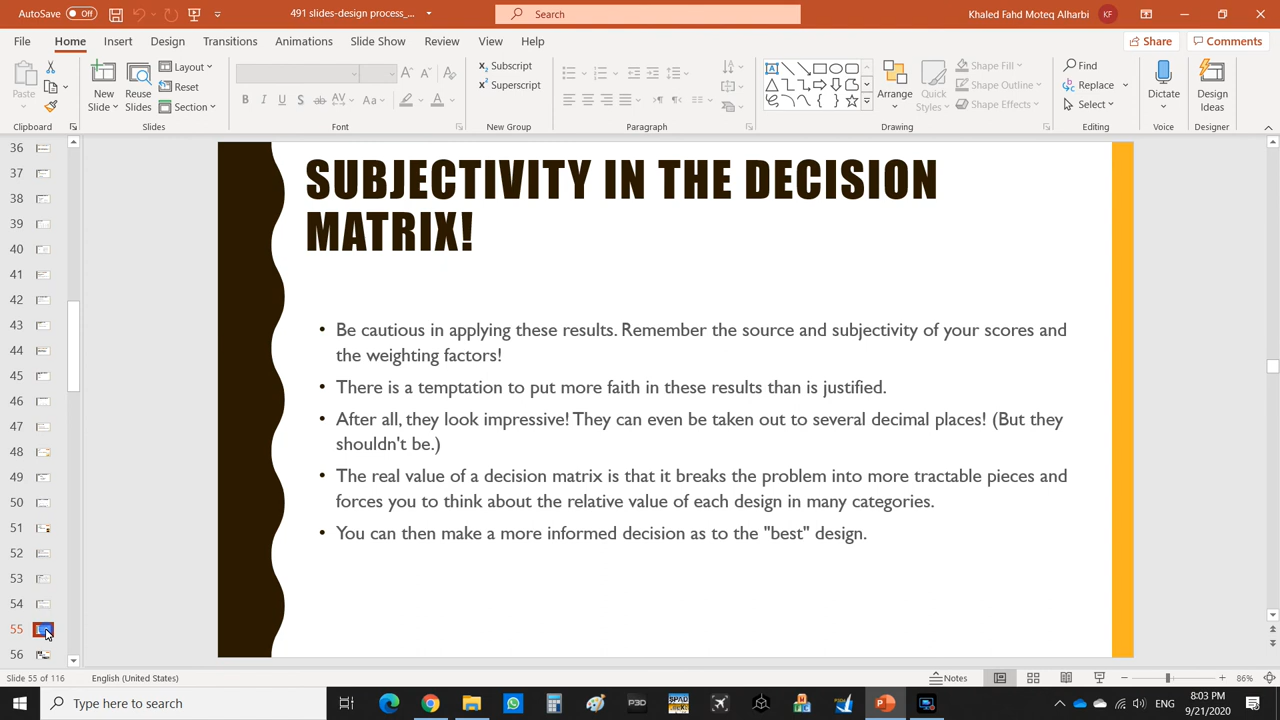 AutoSave Off 491 slides-design process_... Search Khaled Fahd Moteq Alharbi KF
File Home Insert Draw Design Transitions Animations Slide Show Review View Help Share Comments
Paste New Slide Reuse Slides Layout Reset Section
Subscript Superscript
Arrange Quick Styles Shape Fill Shape Outline Shape Effects
Find Replace Select Dictate Design Ideas
Clipboard Slides Font New Group Paragraph Drawing Editing Voice Designer
36
37
38
39
40
41
42
43
44
45
46
47
48
49
50
51
52
53
54
55
56
SUBJECTIVITY IN THE DECISION
MATRIX!
• Be cautious in applying these results. Remember the source and subjectivity of your scores and
the weighting factors!
• There is a temptation to put more faith in these results than is justified.
• After all, they look impressive! They can even be taken out to several decimal places! (But they
shouldn't be.)
• The real value of a decision matrix is that it breaks the problem into more tractable pieces and
forces you to think about the relative value of each design in many categories.
• You can then make a more informed decision as to the "best" design.
Slide 55 of 116 English (United States) Notes 86%
Type here to search P3D ENG 8:03 PM
9/21/2020